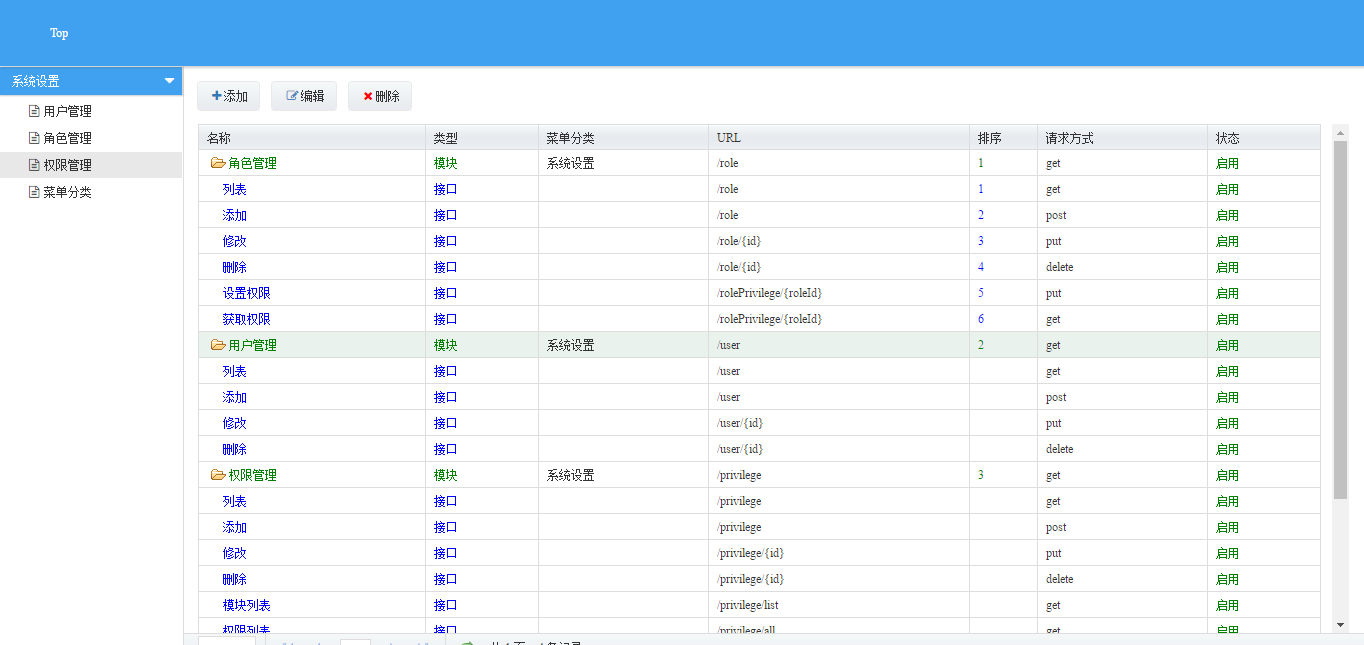 Top
系统设置
用户管理
角色管理
权限管理
菜单分类
添加 编辑 删除
名称 类型 菜单分类 URL 排序 请求方式 状态
角色管理 模块 系统设置 /role 1 get 启用
列表 接口 /role 1 get 启用
添加 接口 /role 2 post 启用
修改 接口 /role/{id} 3 put 启用
删除 接口 /role/{id} 4 delete 启用
设置权限 接口 /rolePrivilege/{roleId} 5 put 启用
获取权限 接口 /rolePrivilege/{roleId} 6 get 启用
用户管理 模块 系统设置 /user 2 get 启用
列表 接口 /user get 启用
添加 接口 /user post 启用
修改 接口 /user/{id} put 启用
删除 接口 /user/{id} delete 启用
权限管理 模块 系统设置 /privilege 3 get 启用
列表 接口 /privilege get 启用
添加 接口 /privilege post 启用
修改 接口 /privilege/{id} put 启用
删除 接口 /privilege/{id} delete 启用
模块列表 接口 /privilege/list get 启用
权限列表 接口 /privilege/all get 启用